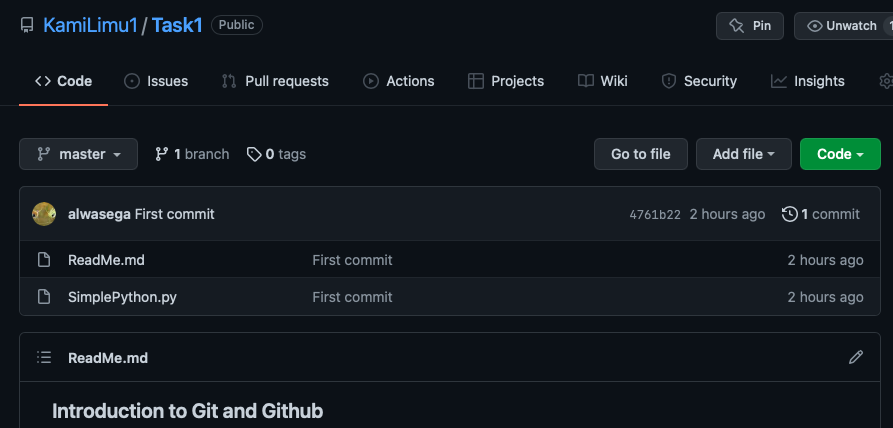 KamiLimu1 / Task1 Public Pin Unwatch 1
Code Issues Pull requests Actions Projects Wiki Security Insights
master 1 branch 0 tags Go to file Add file Code
alwasega First commit 4761b22 2 hours ago 1 commit
ReadMe.md First commit 2 hours ago
SimplePython.py First commit 2 hours ago
ReadMe.md
Introduction to Git and Github